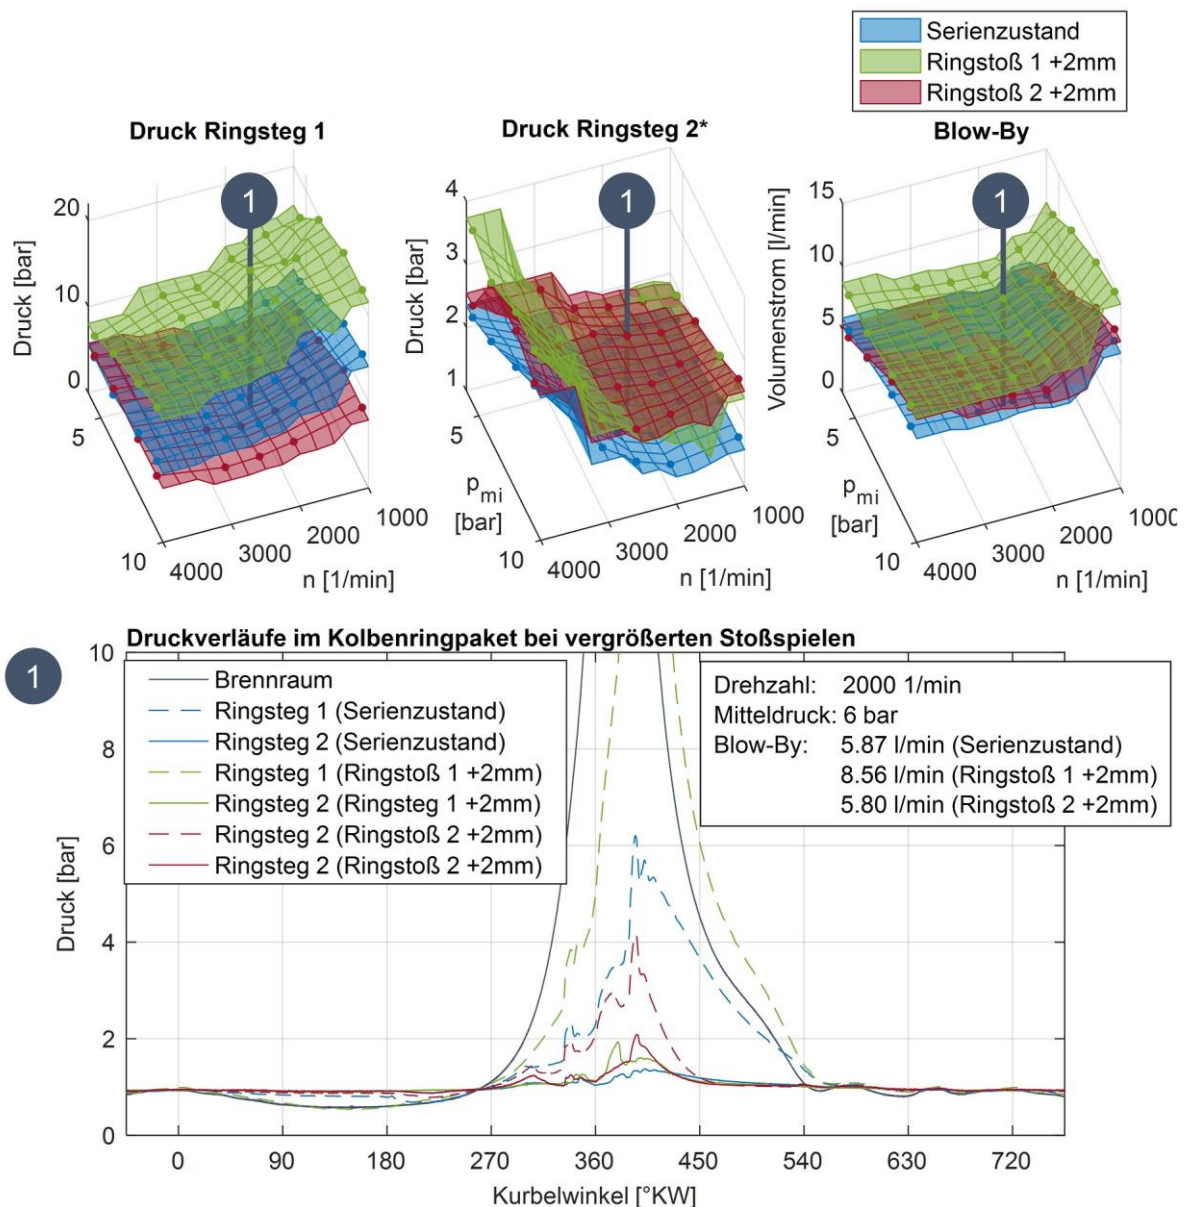 Serienzustand
Ringstoß 1 +2mm
Ringstoß 2 +2mm
Druck Ringsteg 1
Druck Ringsteg 2*
Blow-By
1
1
1
Druck [bar]
20
10
0
5
10
4000
3000
2000
1000
n [1/min]
Druck [bar]
4
3
2
1
5
10
p mi
[bar]
4000
3000
2000
1000
n [1/min]
Volumenstrom [l/min]
15
10
5
0
5
10
p mi
[bar]
4000
3000
2000
1000
n [1/min]
1
Druckverläufe im Kolbenringpaket bei vergrößerten Stoßspielen
Brennraum
Ringsteg 1 (Serienzustand)
Ringsteg 2 (Serienzustand)
Ringsteg 1 (Ringstoß 1 +2mm)
Ringsteg 2 (Ringsteg 1 +2mm)
Ringsteg 2 (Ringstoß 2 +2mm)
Ringsteg 2 (Ringstoß 2 +2mm)
Drehzahl: 2000 1/min
Mitteldruck: 6 bar
Blow-By: 5.87 l/min (Serienzustand)
8.56 l/min (Ringstoß 1 +2mm)
5.80 l/min (Ringstoß 2 +2mm)
Druck [bar]
10
8
6
4
2
0
0 90 180 270 360 450 540 630 720
Kurbelwinkel [°KW]